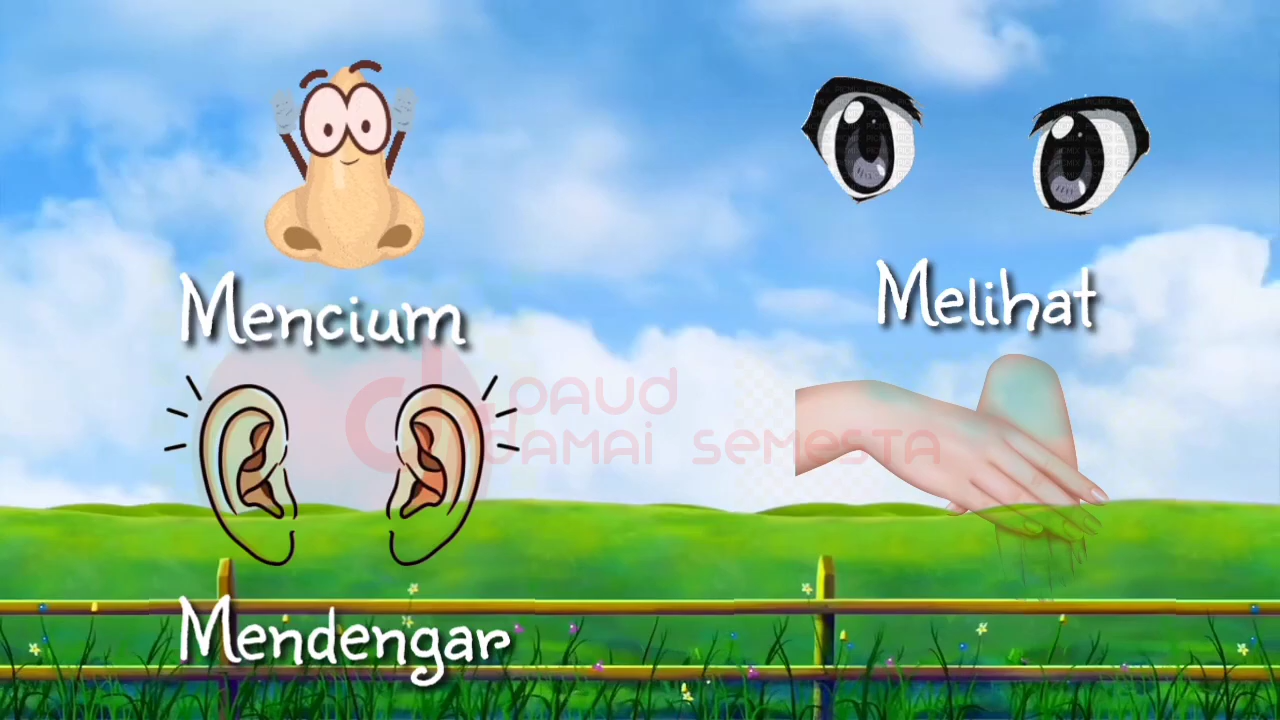 Mencium
Melihat
paud
damai semesta
Mendengar